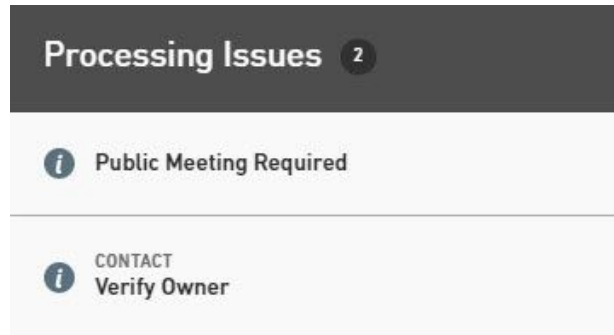 Processing Issues 2
i Public Meeting Required
CONTACT
i Verify Owner